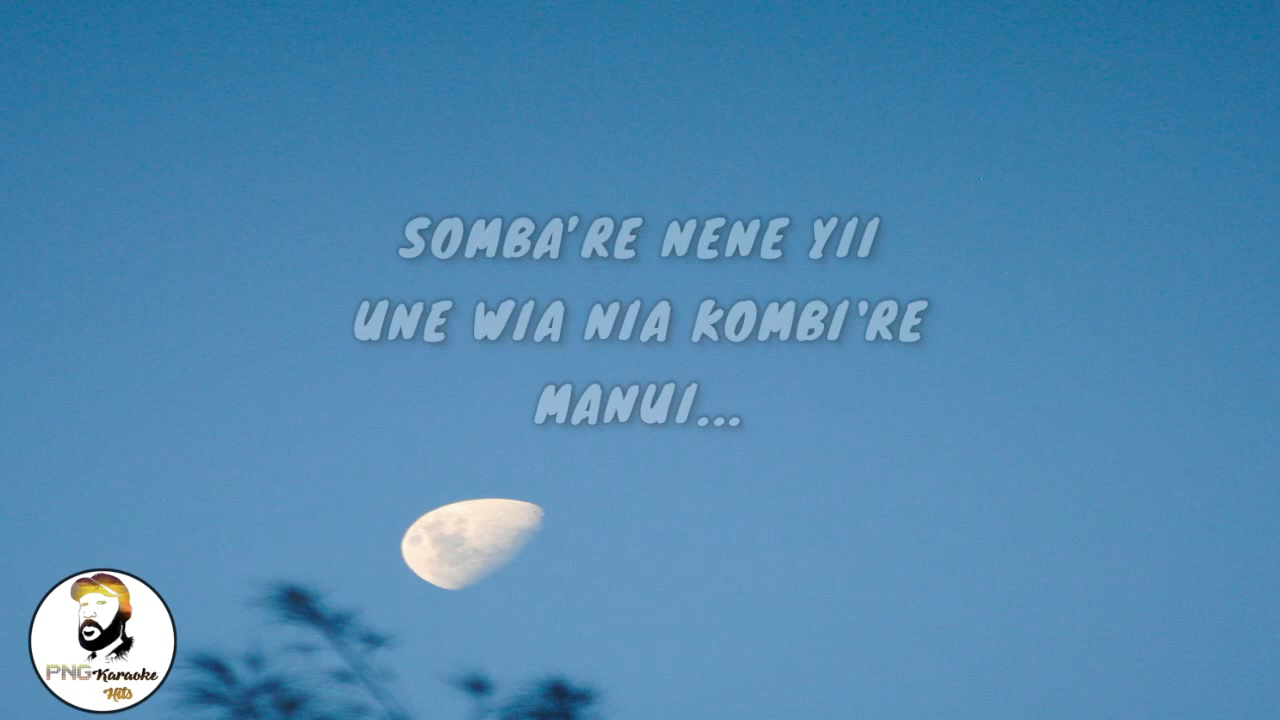 SOMBA'RE NENE YII
UNE WIA NIA KOMBI'RE
MANUI...
PNG Karaoke
Hits